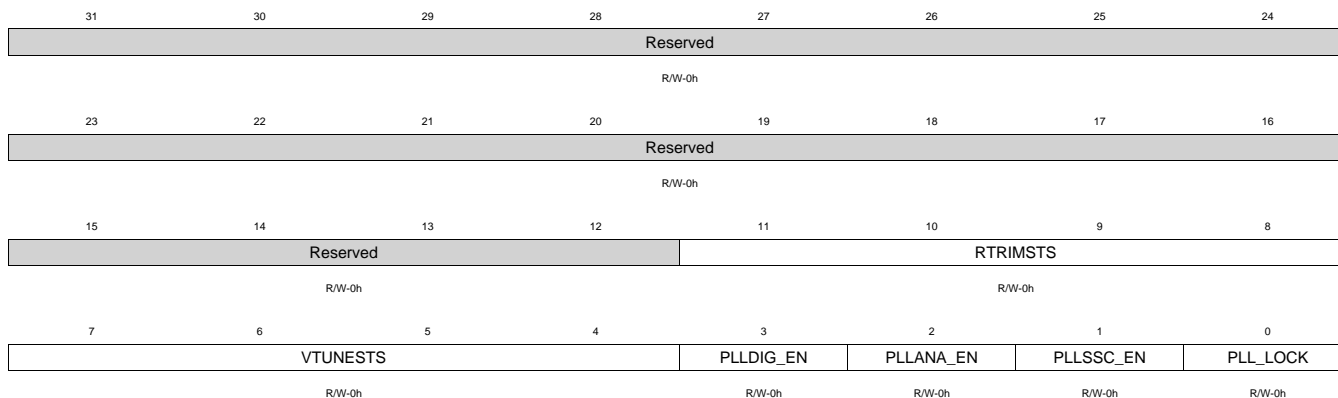 31 30 29 28 27 26 25 24
Reserved
R/W-0h
23 22 21 20 19 18 17 16
Reserved
R/W-0h
15 14 13 12 11 10 9 8
Reserved RTRIMSTS
R/W-0h R/W-0h
7 6 5 4 3 2 1 0
VTUNESTS PLLDIG_EN PLLANA_EN PLLSSC_EN PLL_LOCK
R/W-0h R/W-0h R/W-0h R/W-0h R/W-0h